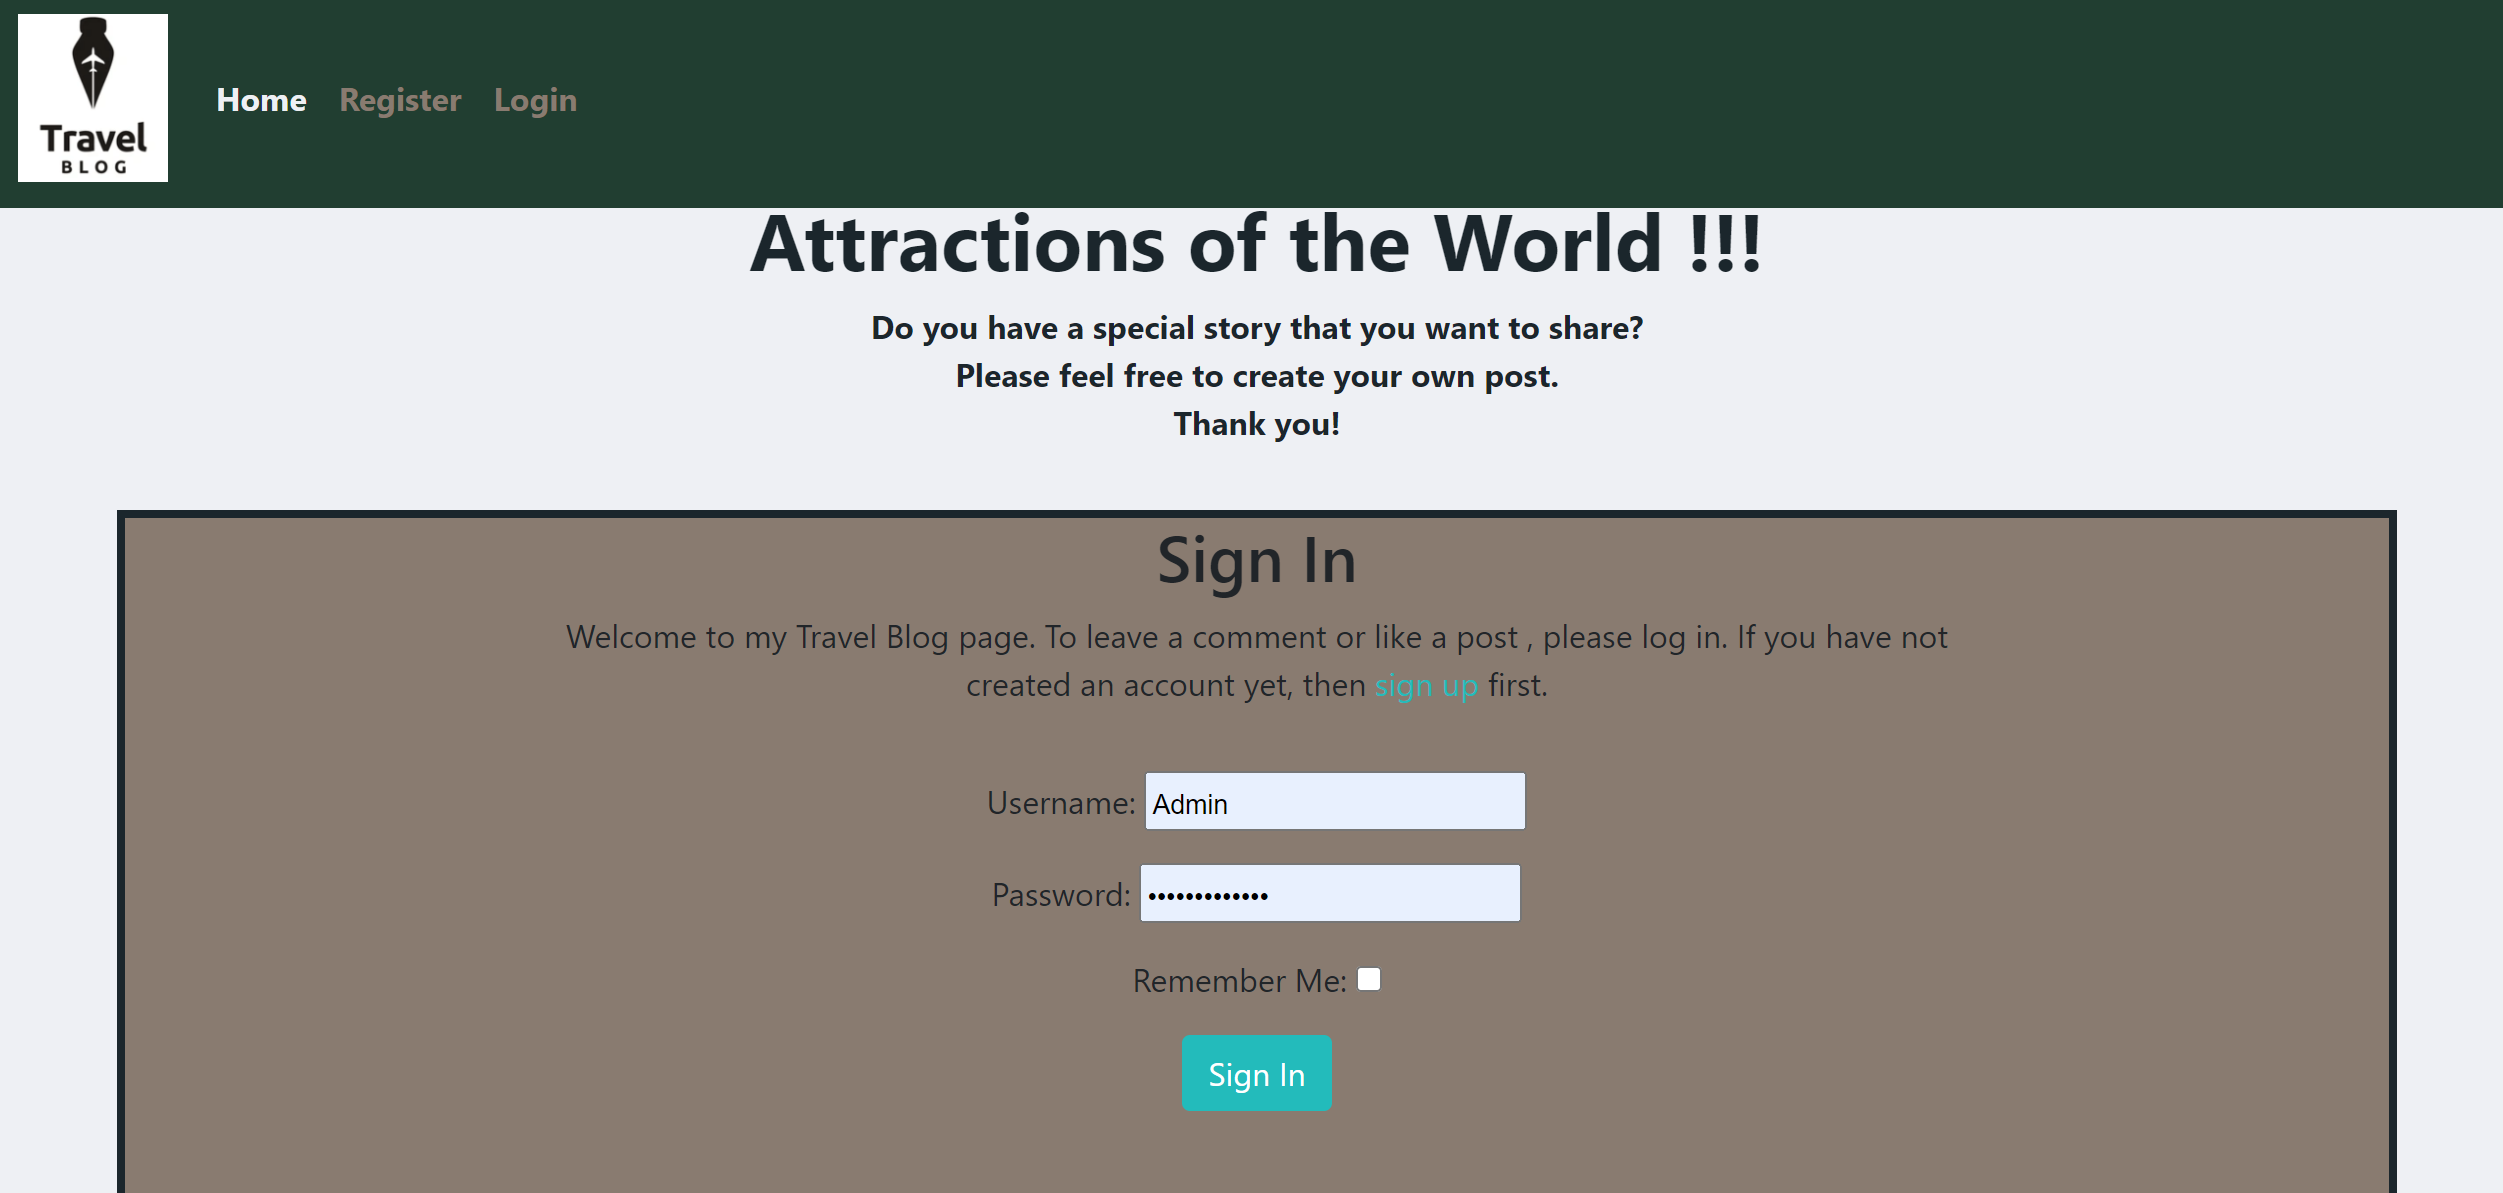 Travel
BLOG
Home Register Login
Attractions of the World !!!
Do you have a special story that you want to share?
Please feel free to create your own post.
Thank you!
Sign In
Welcome to my Travel Blog page. To leave a comment or like a post , please log in. If you have not
created an account yet, then sign up first.
Username: Admin
Password: •••••••••••••
Remember Me:
Sign In